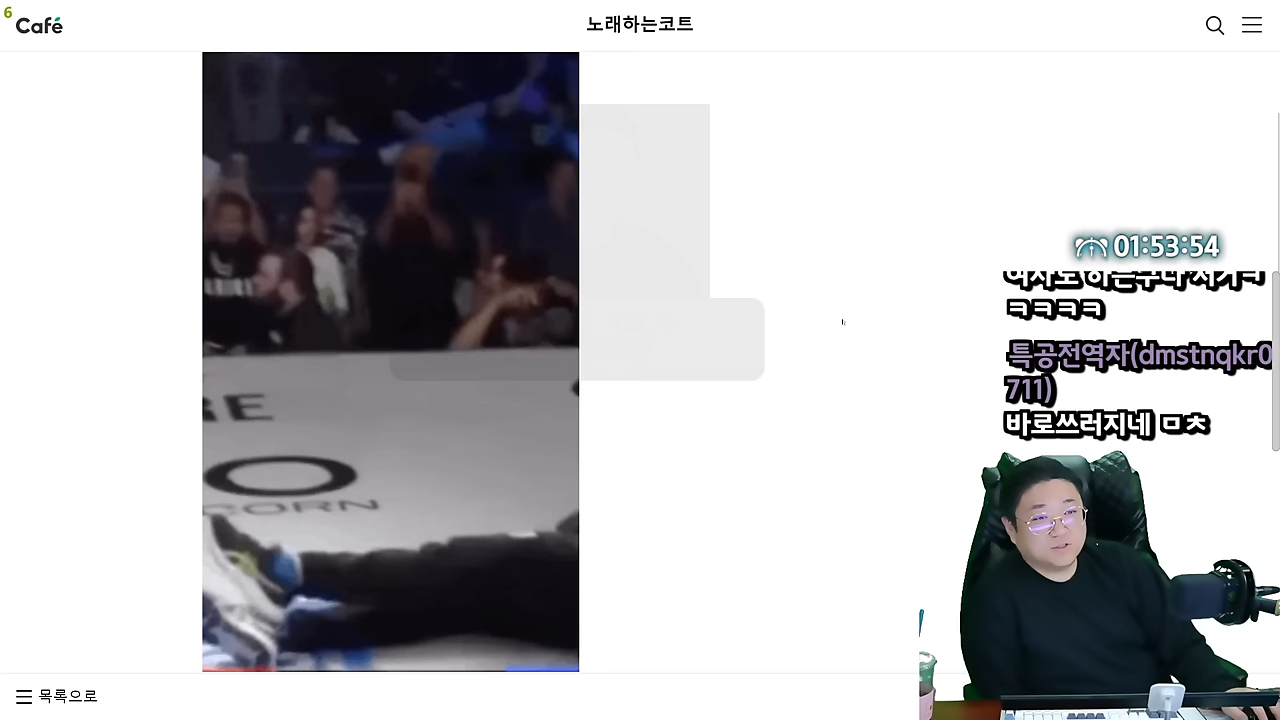 6
Café
노래하는코트
01:53:54
ㅋㅋㅋㅋ
특공전역자(dmstnqkr0
711)
바로쓰러지네 ㅁㅊ
GE
O
CORN
목록으로